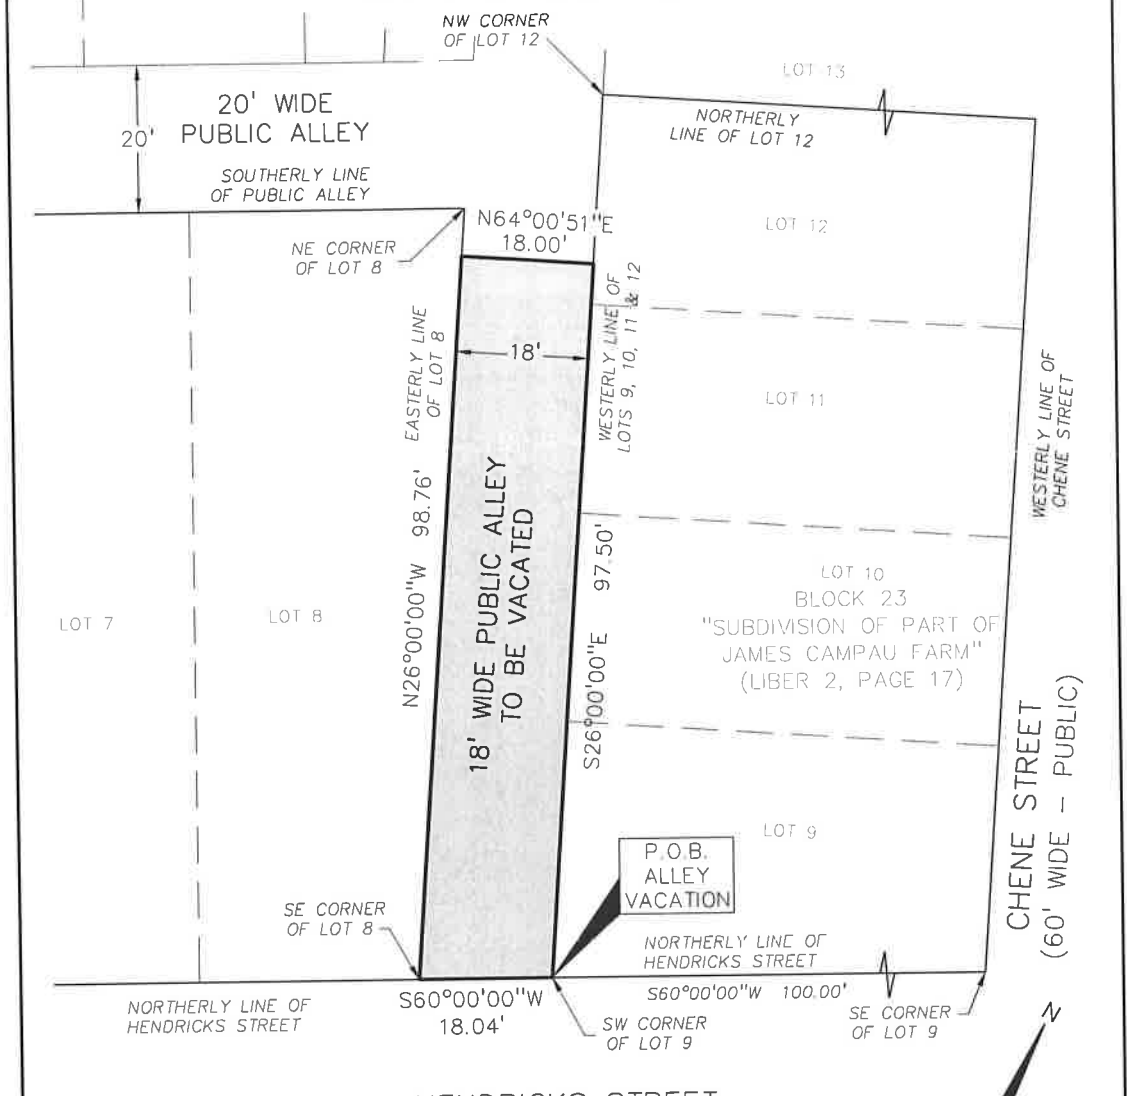 NW CORNER
OF LOT 12
LOT 13
20' WIDE
PUBLIC ALLEY
20'
NORTHERLY
LINE OF LOT 12
SOUTHERLY LINE
OF PUBLIC ALLEY
N64°00'51"E
18.00'
LOT 12
NE CORNER
OF LOT 8
EASTERLY LINE
OF LOT 8
18'
WESTERLY LINE OF
LOTS 9, 10, 11 & 12
LOT 11
WESTERLY LINE OF
CHENE STREET
N26°00'00"W 98.76'
18' WIDE PUBLIC ALLEY
TO BE VACATED
S26°00'00"E 97.50'
LOT 10
BLOCK 23
"SUBDIVISION OF PART OF
JAMES CAMPAU FARM"
(LIBER 2, PAGE 17)
LOT 7
LOT 8
CHENE STREET
(60' WIDE - PUBLIC)
LOT 9
P.O.B.
ALLEY
VACATION
SE CORNER
OF LOT 8
NORTHERLY LINE OF
HENDRICKS STREET
NORTHERLY LINE OF
HENDRICKS STREET
S60°00'00"W
18.04'
S60°00'00"W 100.00'
SW CORNER
OF LOT 9
SE CORNER
OF LOT 9
N
HENDRICKS STREET